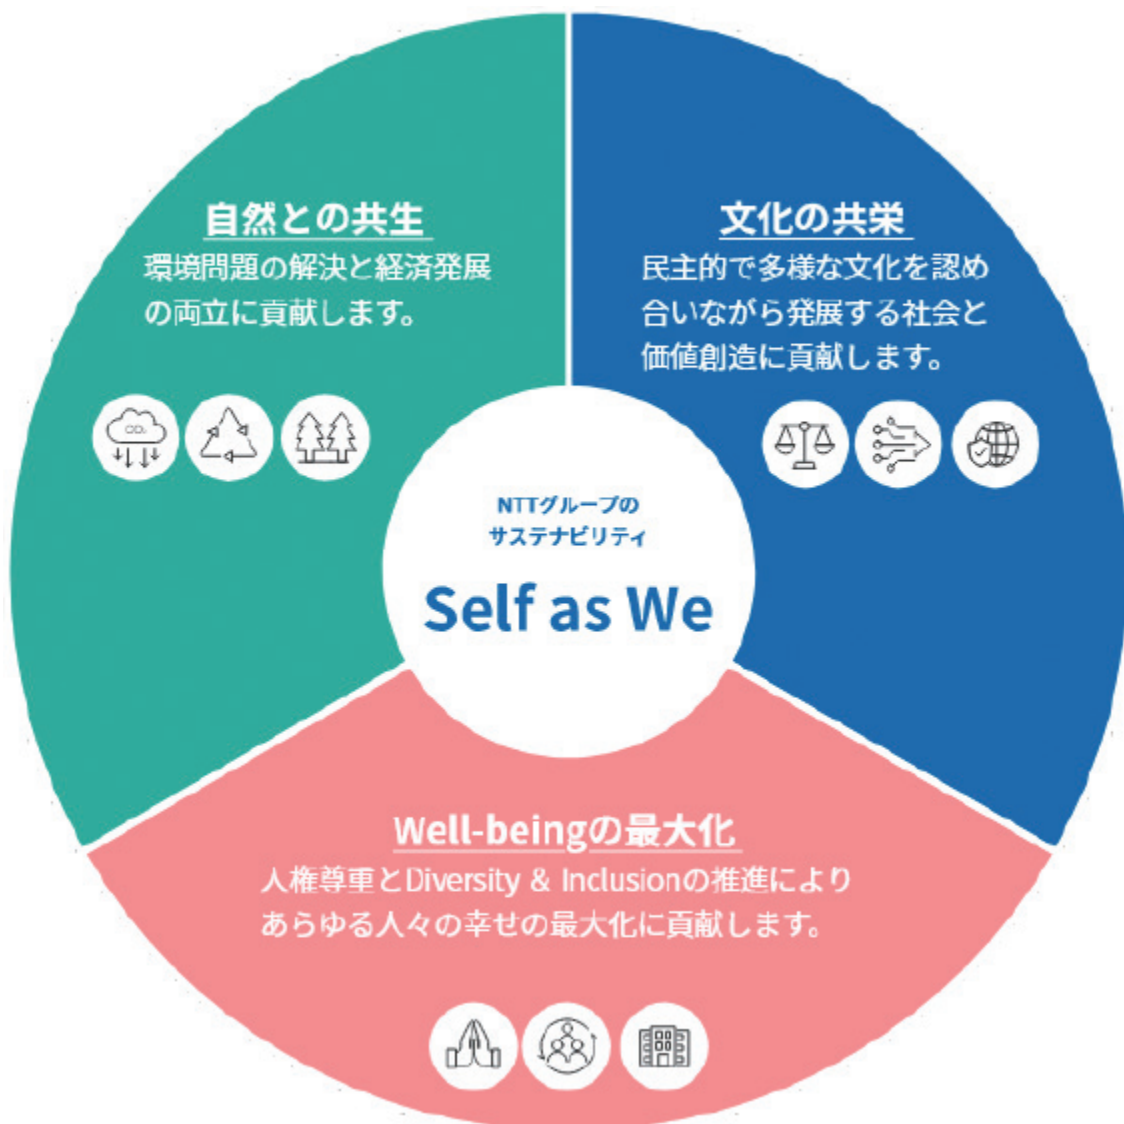 自然との共生
環境問題の解決と経済発展
の両立に貢献します。
文化の共栄
民主的で多様な文化を認め
合いながら発展する社会と
価値創造に貢献します。
CO₂
NTTグループの
サステナビリティ
Self as We
Well-beingの最大化
人権尊重とDiversity & Inclusionの推進により
あらゆる人々の幸せの最大化に貢献します。